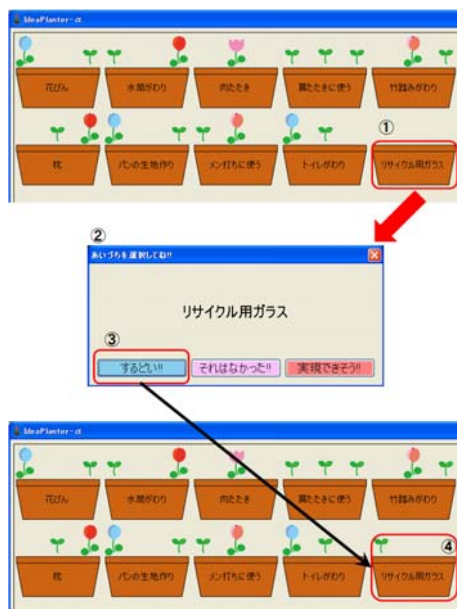 IdeaPlanter-α
花びん 水筒がわり 肉たたき 肩たたきに使う 竹踏みがわり
①
枕 パンの生地作り メン打ちに使う トイレがわり リサイクル用ガラス
②
あいづちを選択してね!!
リサイクル用ガラス
③
するどい!! それはなかった!! 実現できそう!!
IdeaPlanter-α
花びん 水筒がわり 肉たたき 肩たたきに使う 竹踏みがわり
④
枕 パンの生地作り メン打ちに使う トイレがわり リサイクル用ガラス